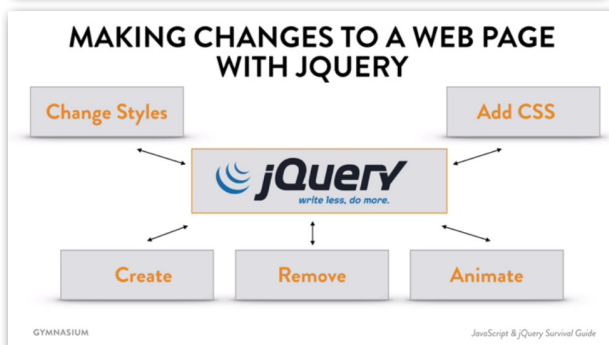 MAKING CHANGES TO A WEB PAGE
WITH JQUERY
Change Styles
Add CSS
jQuery
write less, do more.
Create
Remove
Animate
GYMNASIUM
JavaScript & jQuery Survival Guide